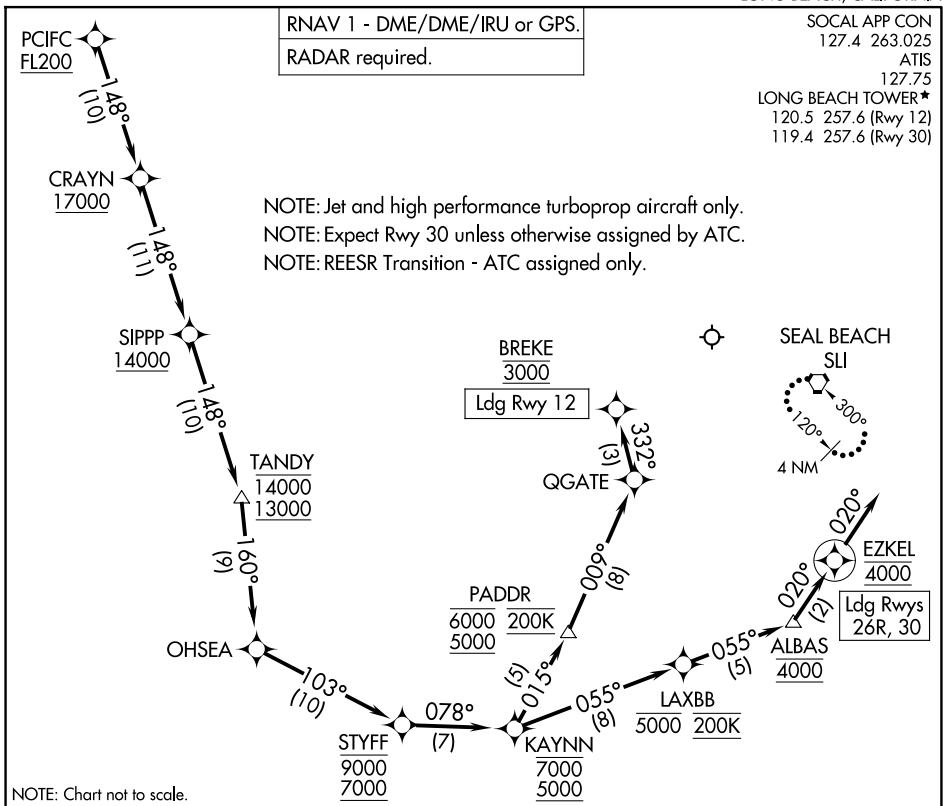 RNAV 1 - DME/DME/IRU or GPS.
RADAR required.
SOCAL APP CON
127.4 263.025
ATIS
127.75
LONG BEACH TOWER★
120.5 257.6 (Rwy 12)
119.4 257.6 (Rwy 30)
PCIFC
FL200
148°
(10)
CRAYN
17000
NOTE: Jet and high performance turboprop aircraft only.
NOTE: Expect Rwy 30 unless otherwise assigned by ATC.
NOTE: REESR Transition - ATC assigned only.
148°
(11)
SIPPP
14000
148°
(10)
TANDY
14000
13000
160°
(9)
OHSEA
103°
(10)
STYFF
9000
7000
078°
(7)
KAYNN
7000
5000
015°
(5)
PADDR
6000 200K
5000
009°
(8)
QGATE
332°
(3)
BREKE
3000
Ldg Rwy 12
055°
(8)
LAXBB
5000 200K
055°
(5)
ALBAS
4000
020°
(2)
EZKEL
4000
Ldg Rwys
26R, 30
020°
SEAL BEACH
SLI
300°
120°
4 NM
NOTE: Chart not to scale.